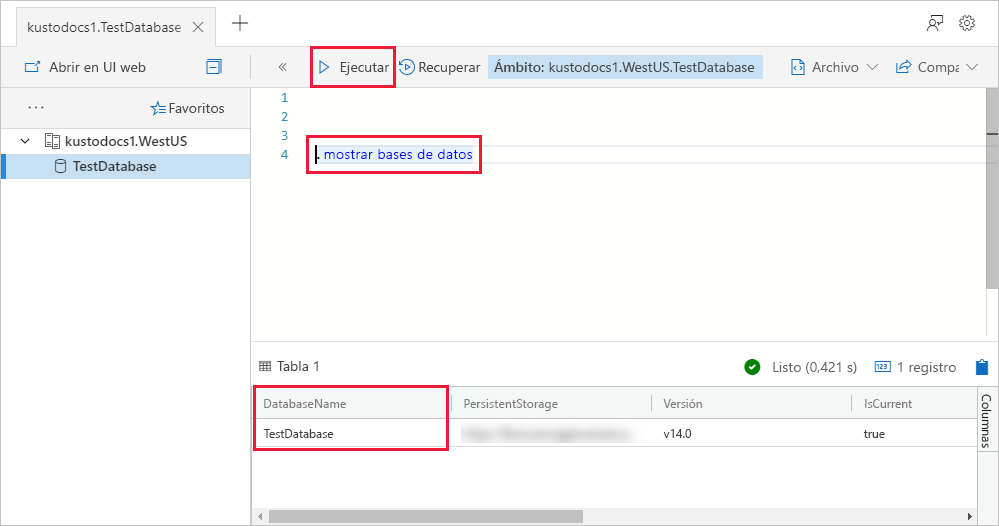 kustodocs1.TestDatabase
Abrir en UI web
Ejecutar
Recuperar
Ámbito: kustodocs1.WestUS.TestDatabase
Archivo
Compa
Favoritos
kustodocs1.WestUS
TestDatabase
1
2
3
4
. mostrar bases de datos
Tabla 1
Listo (0,421 s)
123
1 registro
DatabaseName PersistentStorage Versión IsCurrent
TestDatabase v14.0 true
Columnas